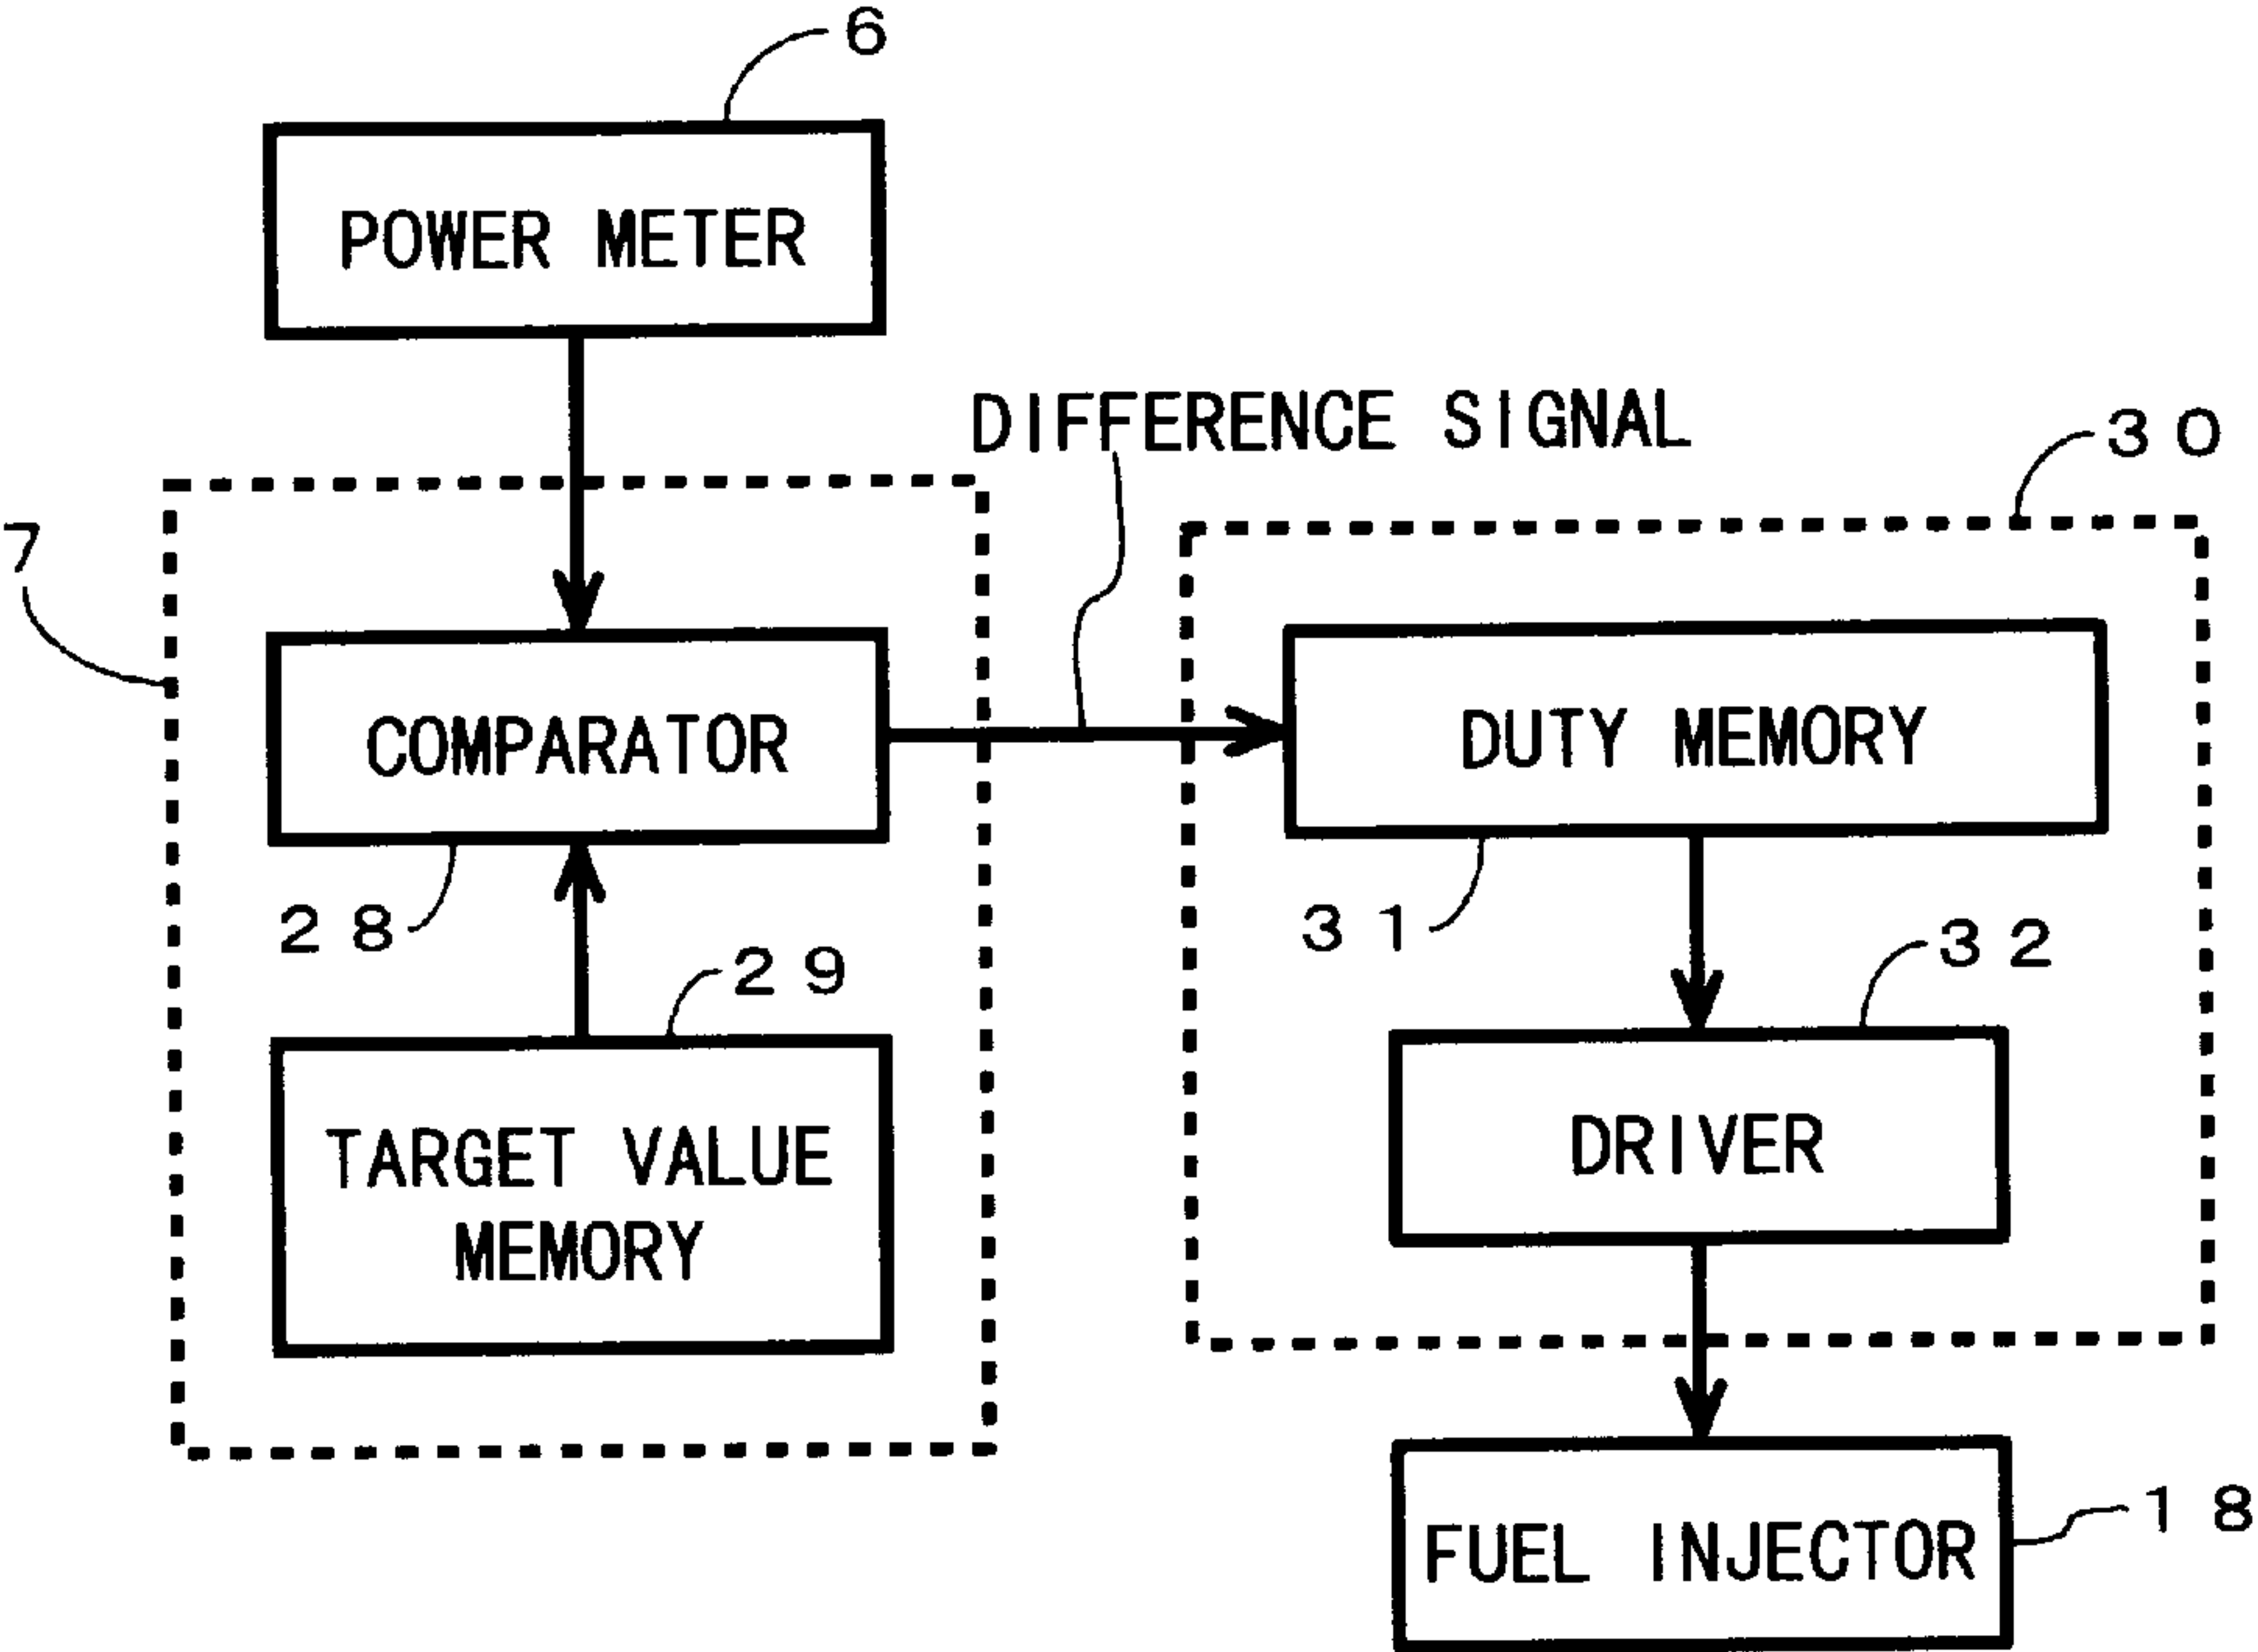 6
POWER METER
DIFFERENCE SIGNAL
30
7
COMPARATOR
DUTY MEMORY
28
31
29
32
TARGET VALUE
MEMORY
DRIVER
18
FUEL INJECTOR